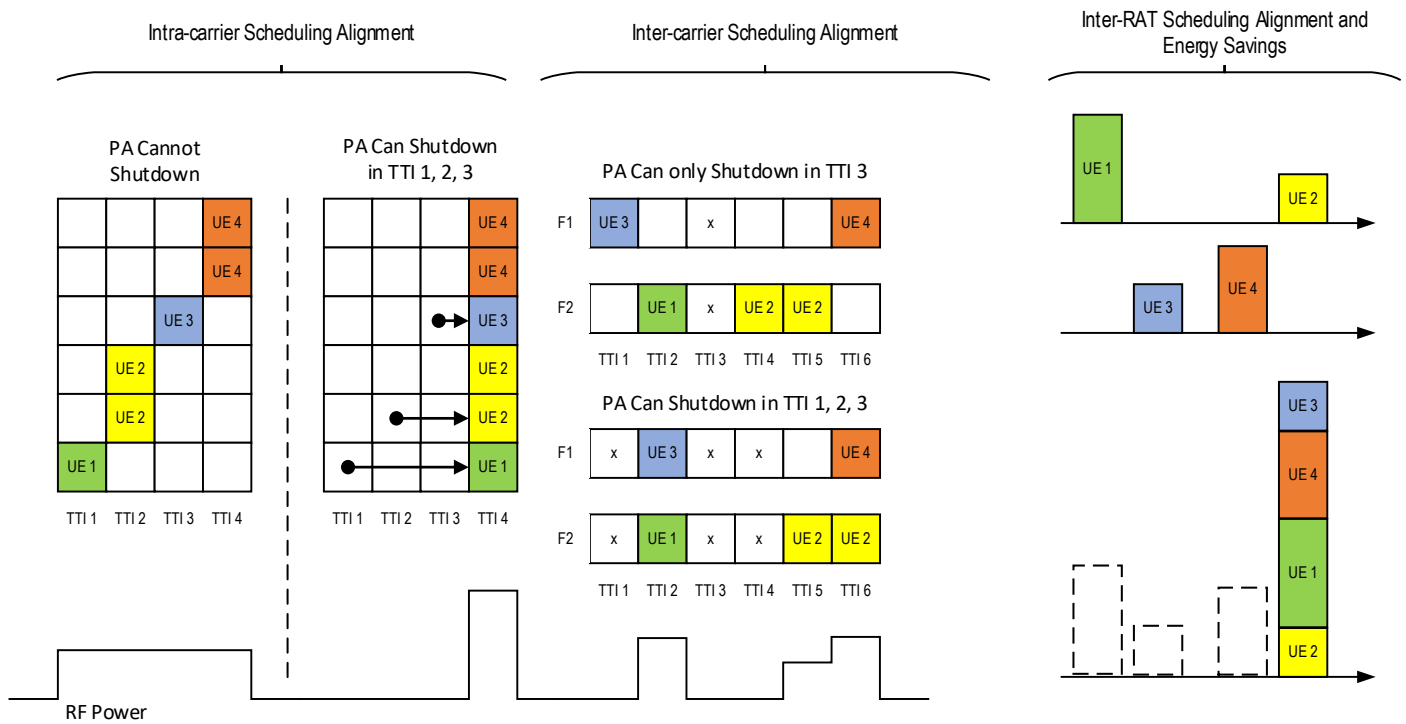 Intra-carrier Scheduling Alignment
Inter-carrier Scheduling Alignment
Inter-RAT Scheduling Alignment and
Energy Savings
PA Cannot
Shutdown
UE 4
UE 4
UE 3
UE 2
UE 2
UE 1
TTI 1 TTI 2 TTI 3 TTI 4
PA Can Shutdown
in TTI 1, 2, 3
UE 4
UE 4
UE 3
UE 2
UE 2
UE 1
TTI 1 TTI 2 TTI 3 TTI 4
RF Power
PA Can only Shutdown in TTI 3
F1 UE 3 x UE 4
F2 UE 1 x UE 2 UE 2
TTI 1 TTI 2 TTI 3 TTI 4 TTI 5 TTI 6
PA Can Shutdown in TTI 1, 2, 3
F1 x UE 3 x x UE 4
F2 x UE 1 x x UE 2 UE 2
TTI 1 TTI 2 TTI 3 TTI 4 TTI 5 TTI 6
UE 1
UE 2
UE 3
UE 4
UE 3
UE 4
UE 1
UE 2